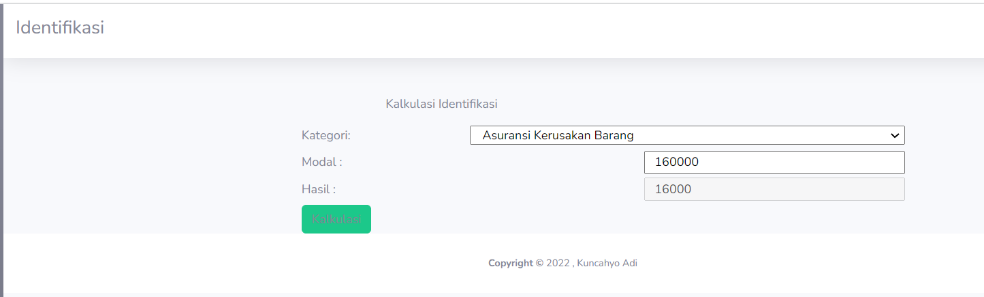 Identifikasi
Kalkulasi Identifikasi
Kategori: Asuransi Kerusakan Barang
Modal : 160000
Hasil : 16000
Kalkulasi
Copyright © 2022 , Kuncahyo Adi